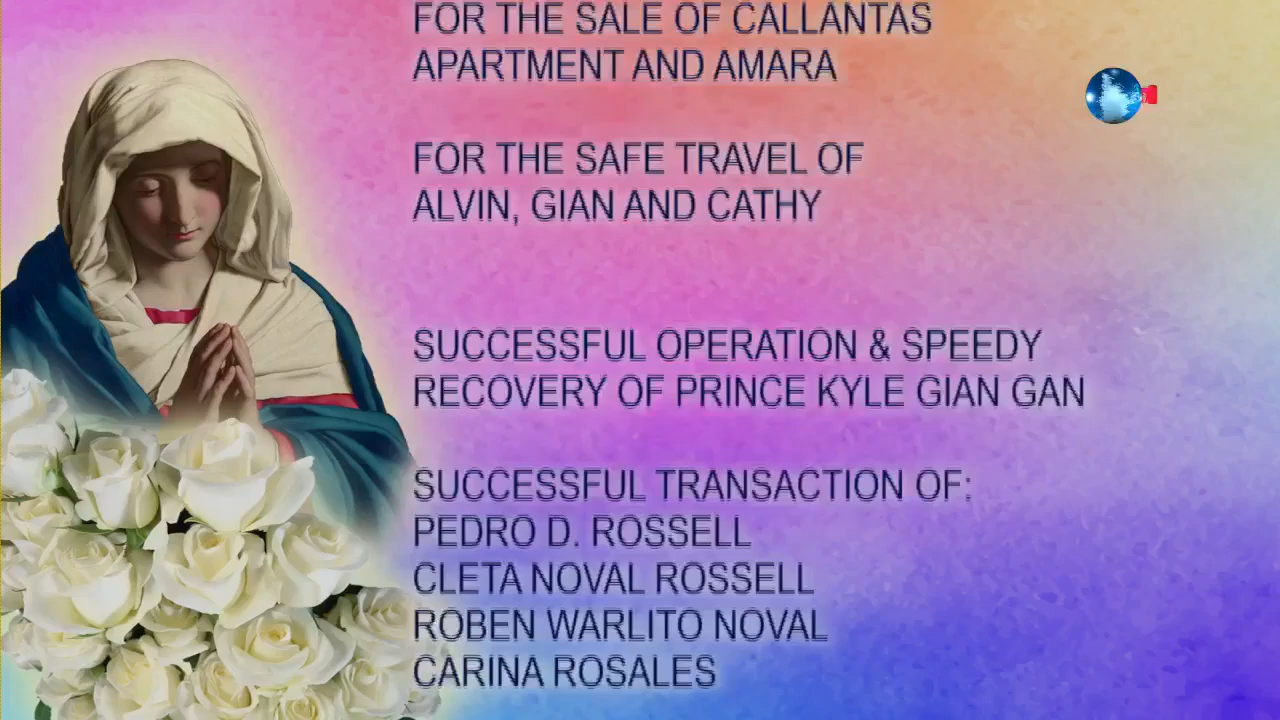 FOR THE SALE OF CALLANTAS
APARTMENT AND AMARA
FOR THE SAFE TRAVEL OF
ALVIN, GIAN AND CATHY
SUCCESSFUL OPERATION & SPEEDY
RECOVERY OF PRINCE KYLE GIAN GAN
SUCCESSFUL TRANSACTION OF:
PEDRO D. ROSSELL
CLETA NOVAL ROSSELL
ROBEN WARLITO NOVAL
CARINA ROSALES